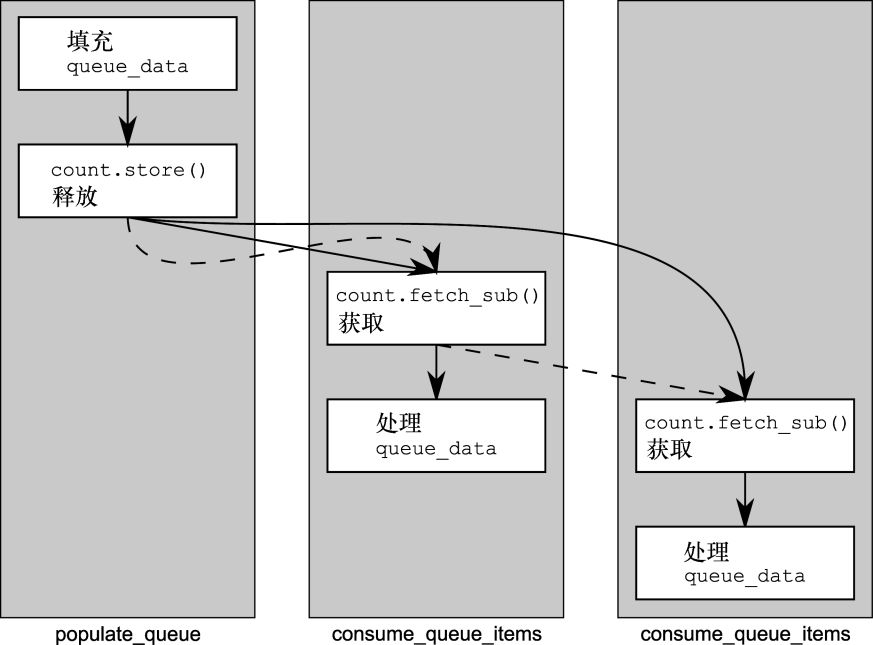 填充
queue_data
count.store()
释放
count.fetch_sub()
获取
处理
queue_data
count.fetch_sub()
获取
处理
queue_data
populate_queue
consume_queue_items
consume_queue_items